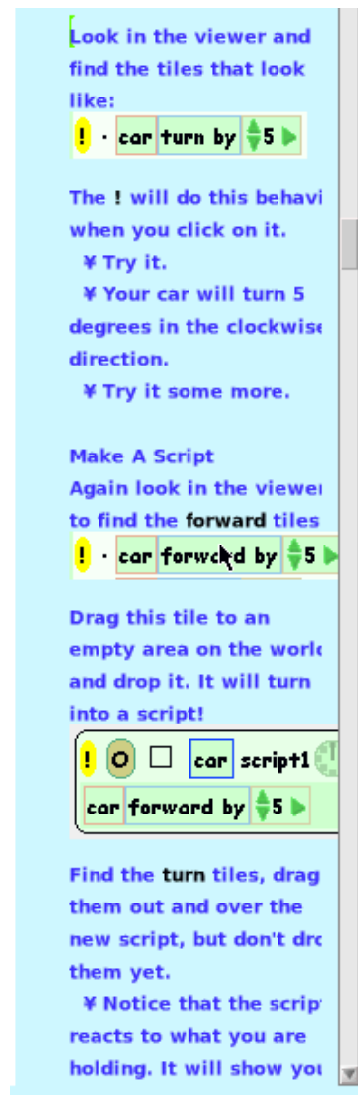 Look in the viewer and
find the tiles that look
like:
! · car turn by 5
The ! will do this behavi
when you click on it.
¥ Try it.
¥ Your car will turn 5
degrees in the clockwise
direction.
¥ Try it some more.
Make A Script
Again look in the viewer
to find the forward tiles
! · car forward by 5
Drag this tile to an
empty area on the world
and drop it. It will turn
into a script!
! O car script1
car forward by 5
Find the turn tiles, drag
them out and over the
new script, but don't dro
them yet.
¥ Notice that the scrip
reacts to what you are
holding. It will show you